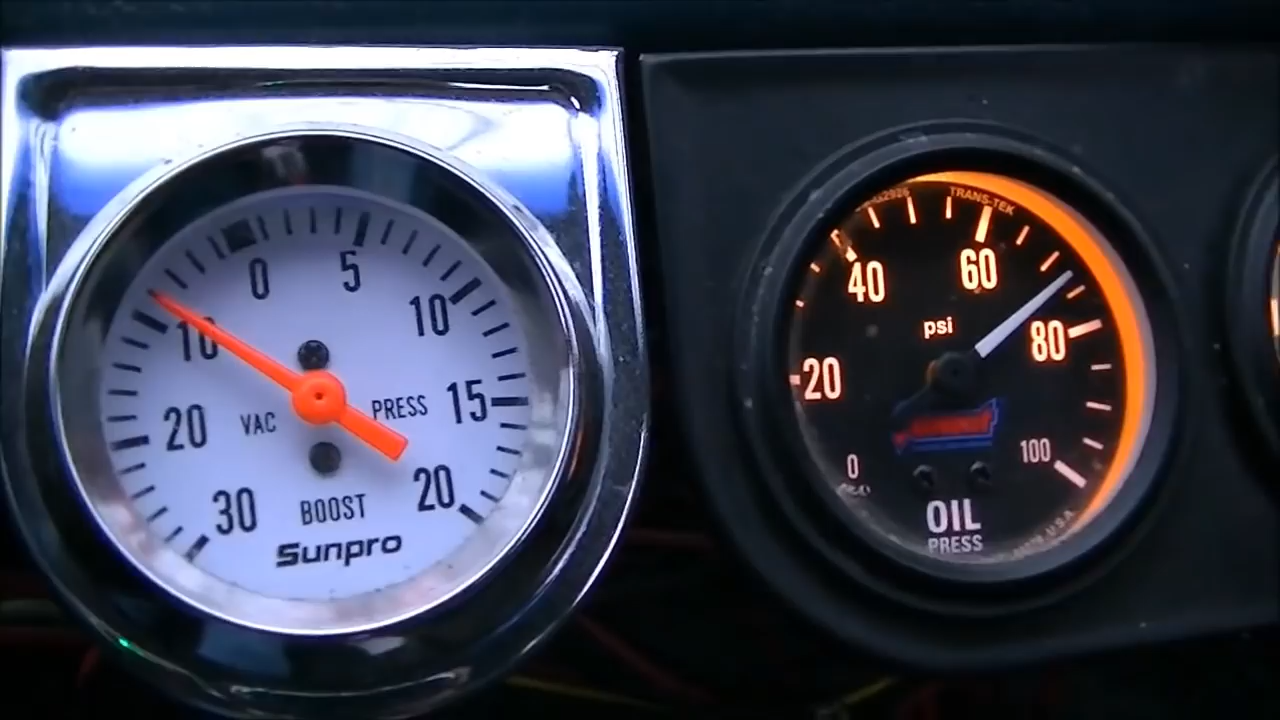 0
5
10
15
20
10
20
30
VAC
PRESS
BOOST
Sunpro
TRANS-TEK
0
20
40
60
80
100
psi
OIL
PRESS
U.S.A.